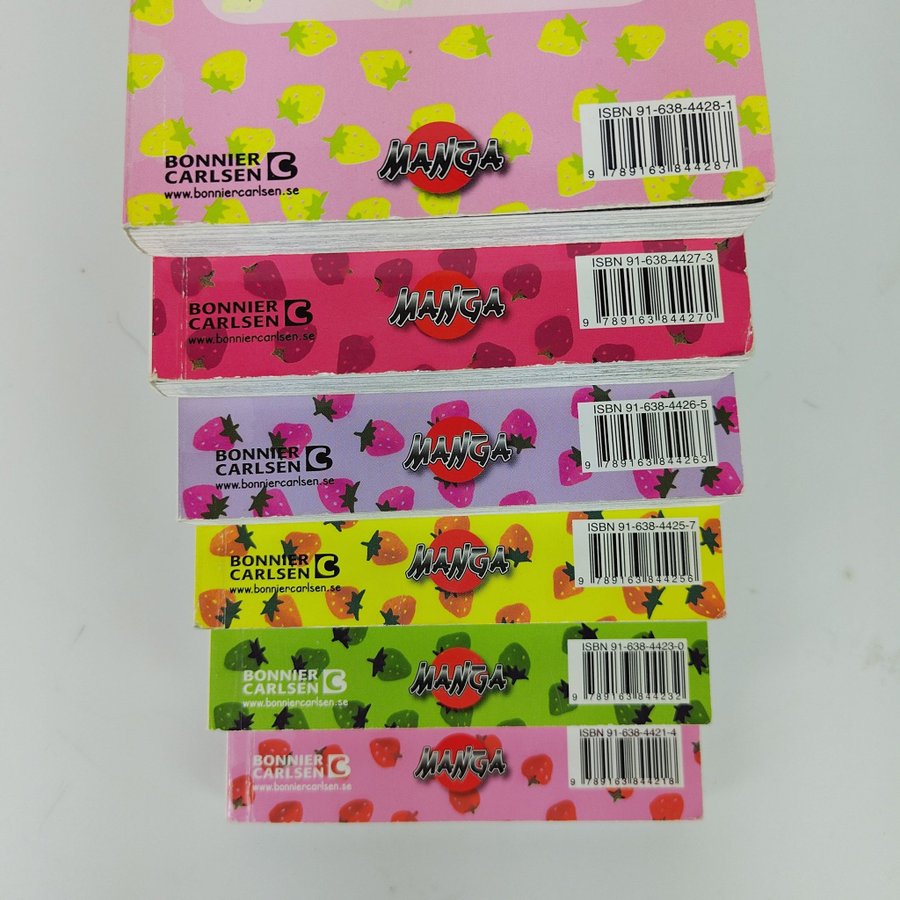 ISBN 91-638-4428-1
BONNIER
CARLSEN
www.bonniercarlsen.se
MANGA
9 789163 844287
ISBN 91-638-4427-3
BONNIER
CARLSEN
www.bonniercarlsen.se
MANGA
9 789163 844270
ISBN 91-638-4426-5
BONNIER
CARLSEN
www.bonniercarlsen.se
MANGA
9 789163 844263
ISBN 91-638-4425-7
BONNIER
CARLSEN
www.bonniercarlsen.se
MANGA
9 789163 844256
ISBN 91-638-4423-0
BONNIER
CARLSEN
www.bonniercarlsen.se
MANGA
9 789163 844232
ISBN 91-638-4421-4
BONNIER
CARLSEN
www.bonniercarlsen.se
MANGA
9 789163 844218